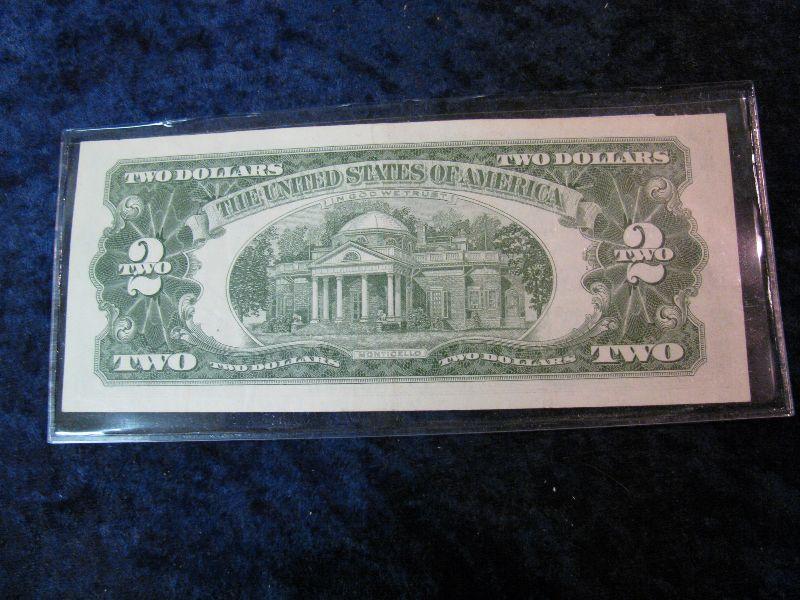 TWO DOLLARS
TWO DOLLARS
THE UNITED STATES OF AMERICA
IN GOD WE TRUST
2
TWO
2
TWO
TWO
TWO DOLLARS
MONTICELLO
TWO DOLLARS
TWO